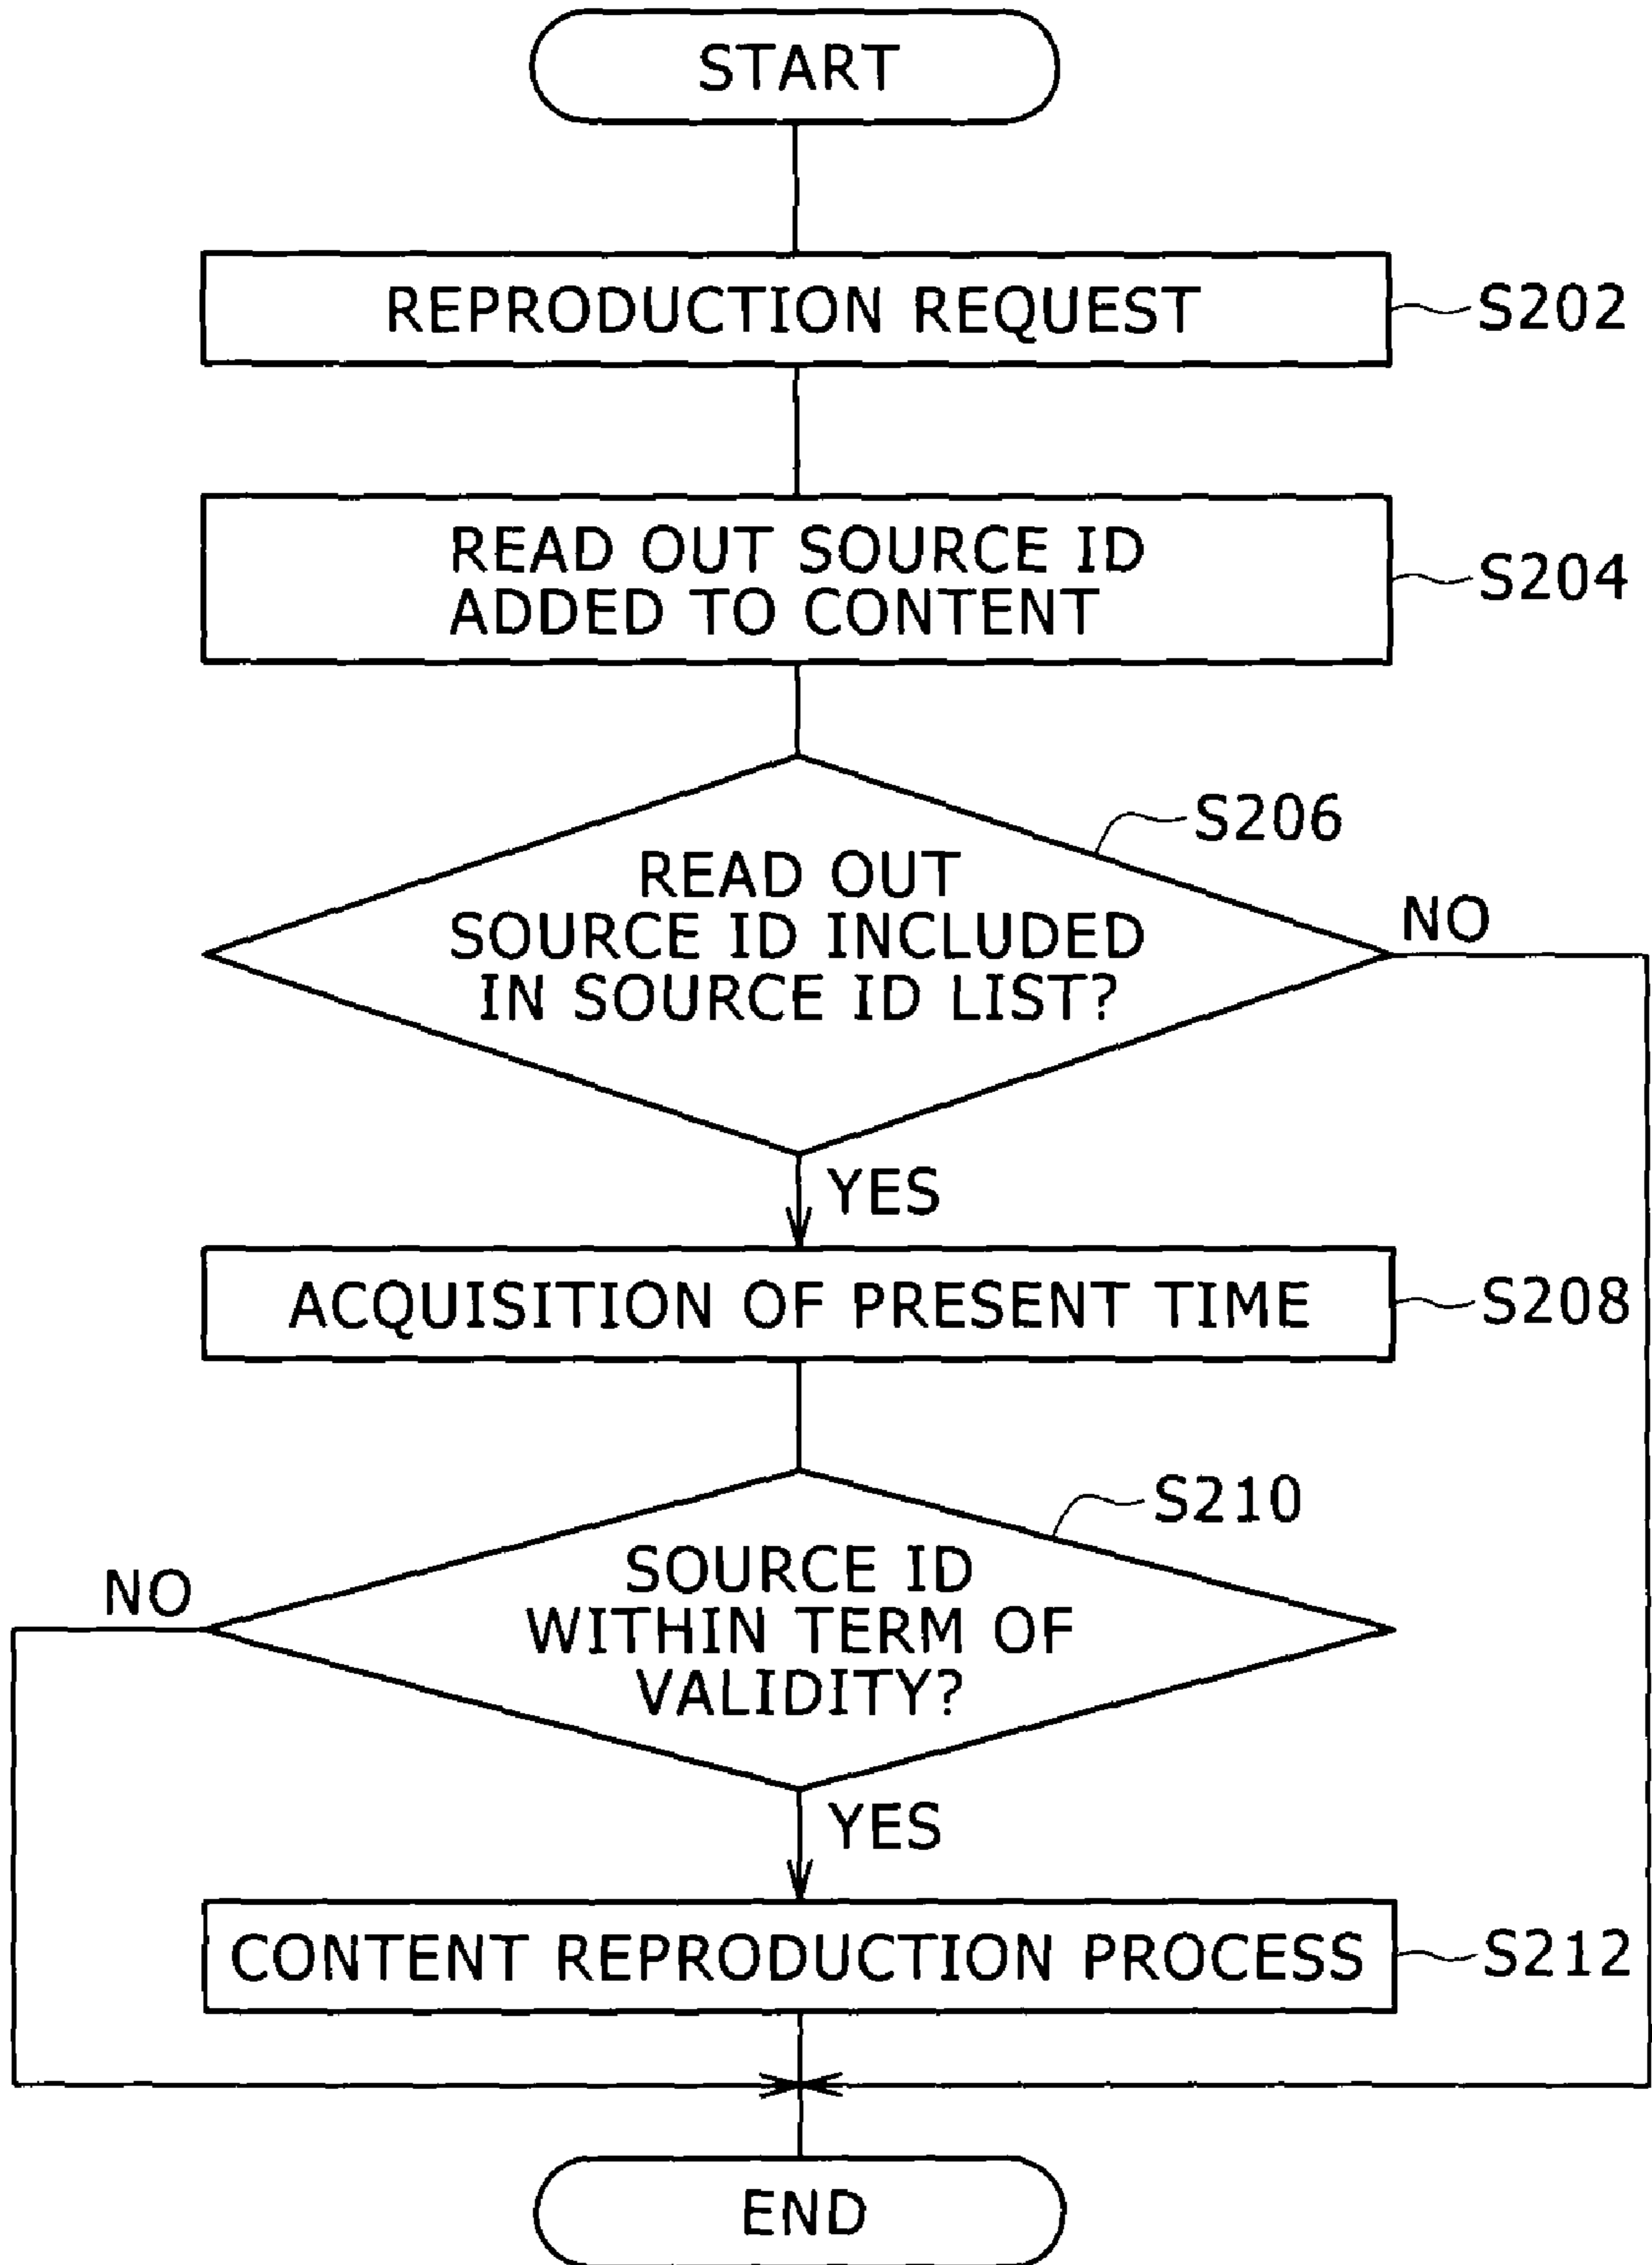 START
REPRODUCTION REQUEST
S202
READ OUT SOURCE ID
ADDED TO CONTENT
S204
S206
READ OUT
SOURCE ID INCLUDED
IN SOURCE ID LIST?
NO
YES
ACQUISITION OF PRESENT TIME
S208
S210
SOURCE ID
WITHIN TERM OF
VALIDITY?
NO
YES
CONTENT REPRODUCTION PROCESS
S212
END